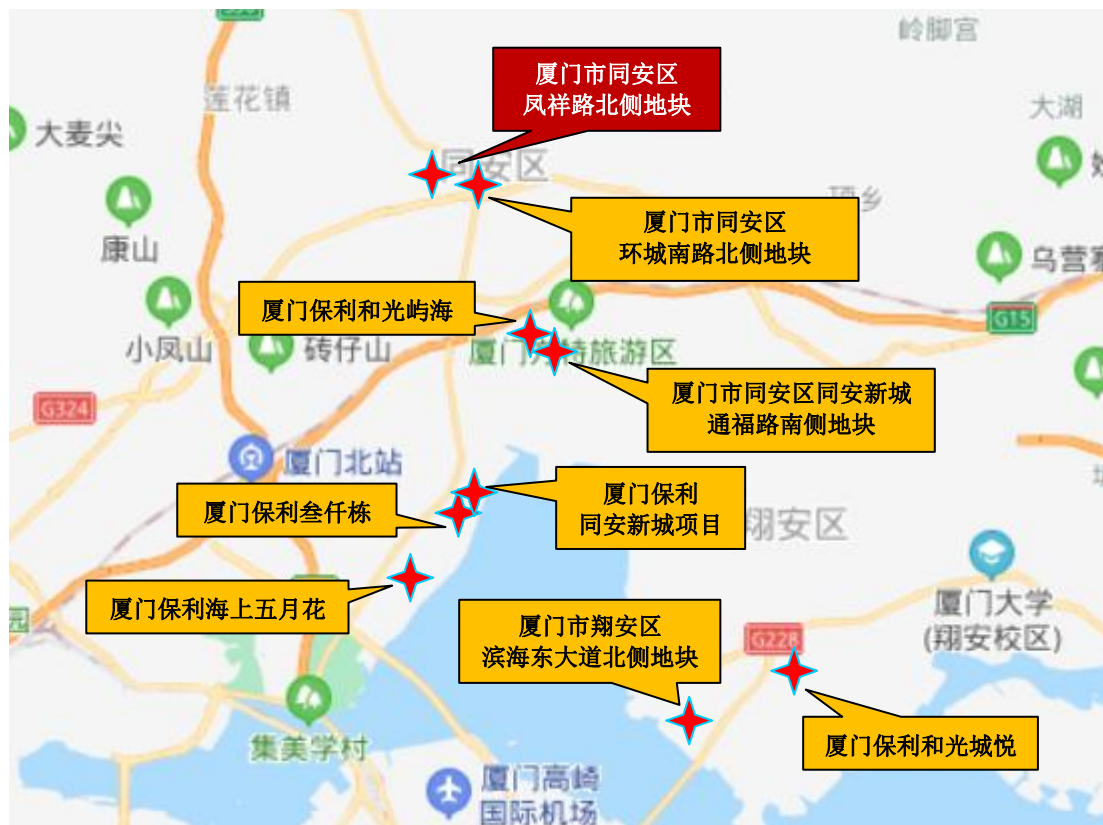 岭脚宫
厦门市同安区
凤祥路北侧地块
莲花镇
大湖
大麦尖
同安区
厦门市同安区
环城南路北侧地块
康山
乌营寨
厦门保利和光屿海
G15
小凤山
砖仔山
厦门
特旅游区
G324
厦门市同安区同安新城
通福路南侧地块
厦门北站
厦门保利叁仟栋
厦门保利
同安新城项目
翔安区
厦门保利海上五月花
园
厦门大学
(翔安校区)
厦门市翔安区
滨海东大道北侧地块
G228
集美学村
厦门保利和光城悦
厦门高崎
国际机场